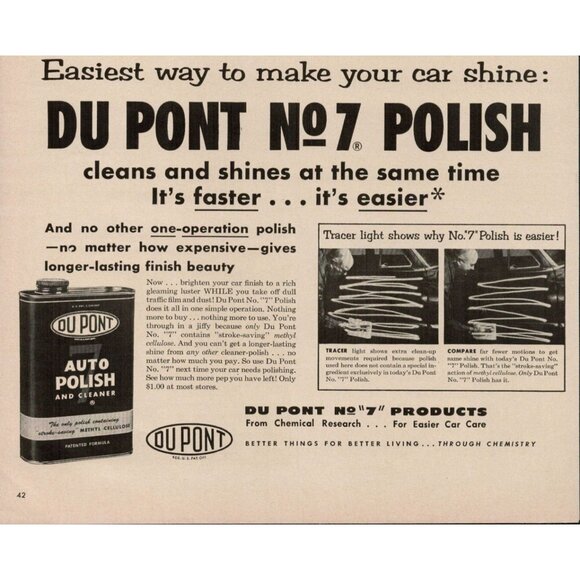 Easiest way to make your car shine:
DU PONT No 7® POLISH
cleans and shines at the same time
It's faster . . . it's easier*
And no other one-operation polish
—no matter how expensive—gives
longer-lasting finish beauty
Now . . . brighten your car finish to a rich
gleaming luster WHILE you take off dull
traffic film and dust! Du Pont No. "7" Polish
does it all in one simple operation. Nothing
more to buy . . . nothing more to use. You're
through in a jiffy because only Du Pont
No. "7" contains "stroke-saving" methyl
cellulose. And you can't get a longer-lasting
shine from any other cleaner-polish . . . no
matter how much you pay! Get Du Pont
No. "7" next time your car needs polishing.
See how much more pep you have left! Only
$1.00 at most stores.
DU PONT
7
AUTO
POLISH
AND CLEANER
®
The only polish containing
stroke-saving METHYL CELLULOSE
PATENTED FORMULA
Tracer light shows why No. "7" Polish is easier!
TRACER light shows extra clean-up
movements required because polish
used here does not contain a special in-
gredient exclusively in today's Du Pont
No. "7" Polish.
COMPARE far fewer motions to get
same shine with today's Du Pont No.
"7" Polish. That's the "stroke-saving"
action of methyl cellulose. Only Du Pont
No. "7" Polish has it.
DU PONT
REG. U.S. PAT. OFF.
DU PONT No "7" PRODUCTS
From Chemical Research . . . For Easier Car Care
BETTER THINGS FOR BETTER LIVING . . . THROUGH CHEMISTRY
42